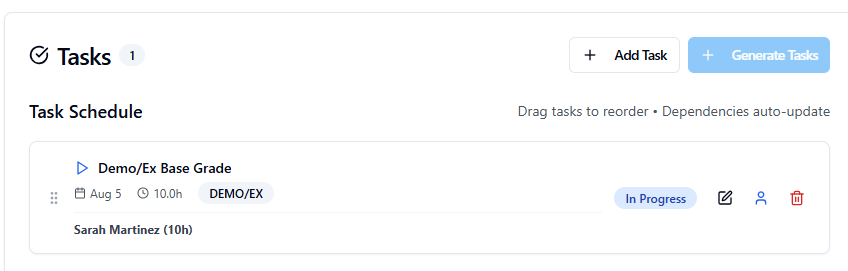 Tasks 1
Add Task
Generate Tasks
Task Schedule
Drag tasks to reorder • Dependencies auto-update
Demo/Ex Base Grade
Aug 5 10.0h DEMO/EX
In Progress
Sarah Martinez (10h)